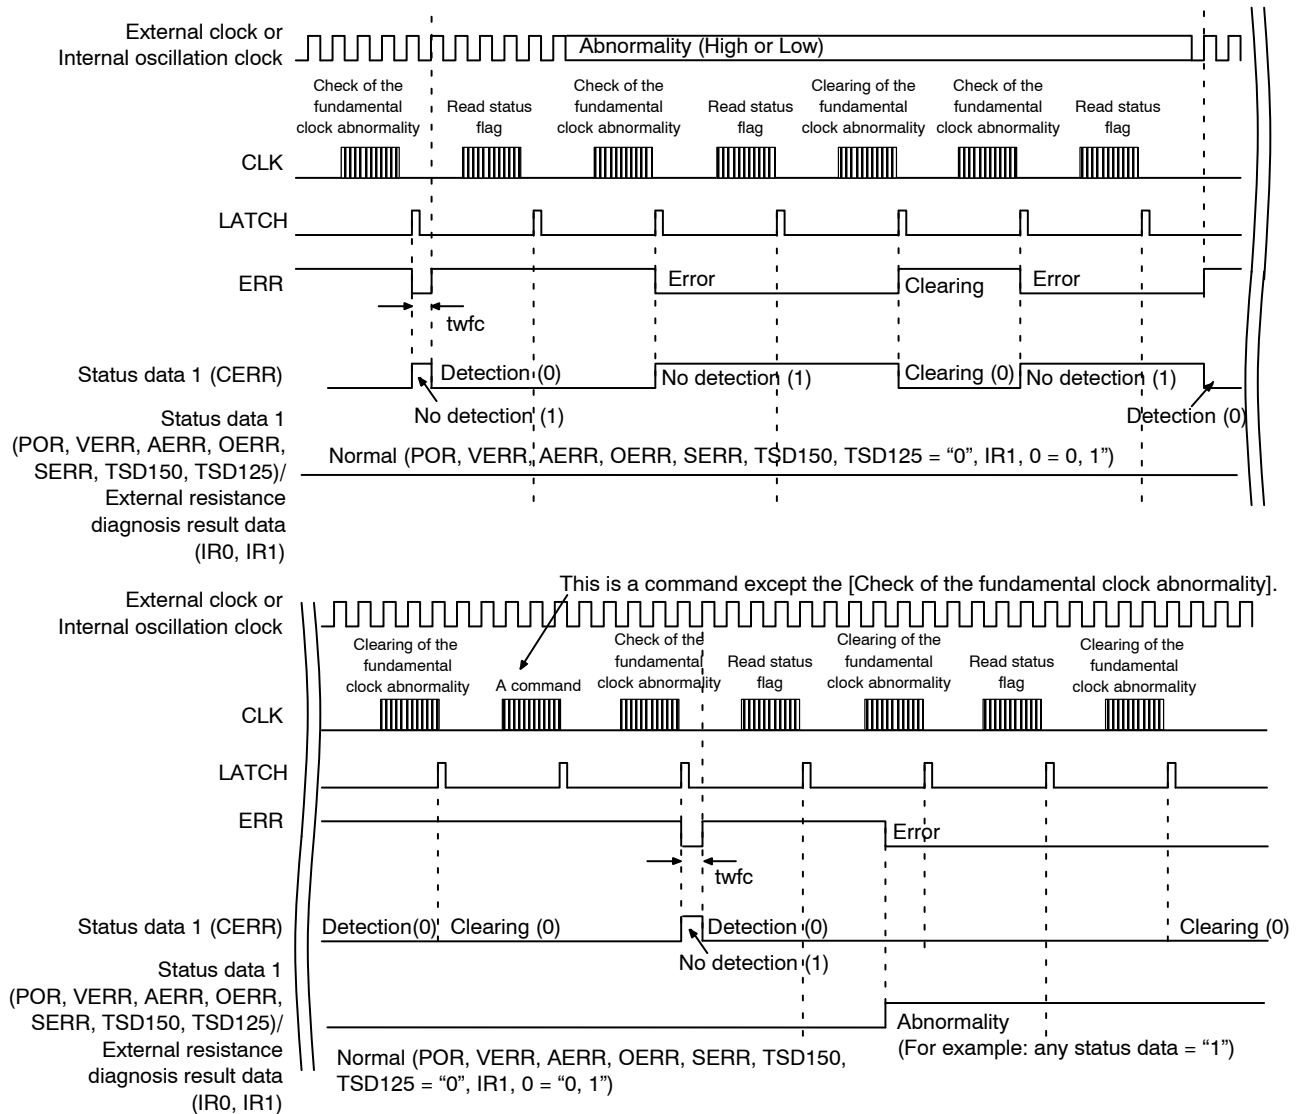 External clock or
Internal oscillation clock
Abnormality (High or Low)
Check of the
fundamental
clock abnormality
Read status
flag
Check of the
fundamental
clock abnormality
Read status
flag
Clearing of the
fundamental
clock abnormality
Check of the
fundamental
clock abnormality
Read status
flag
CLK
LATCH
ERR
Error
Clearing
Error
twfc
Status data 1 (CERR)
Detection (0)
No detection (1)
Clearing (0)
No detection (1)
No detection (1)
Detection (0)
Status data 1
(POR, VERR, AERR, OERR,
SERR, TSD150, TSD125)/
External resistance
diagnosis result data
(IR0, IR1)
Normal (POR, VERR, AERR, OERR, SERR, TSD150, TSD125 = “0”, IR1, 0 = 0, 1”)
This is a command except the [Check of the fundamental clock abnormality].
External clock or
Internal oscillation clock
Clearing of the
fundamental
clock abnormality
A command
Check of the
fundamental
clock abnormality
Read status
flag
Clearing of the
fundamental
clock abnormality
Read status
flag
Clearing of the
fundamental
clock abnormality
CLK
LATCH
ERR
Error
twfc
Status data 1 (CERR)
Detection(0)
Clearing (0)
Detection (0)
Clearing (0)
No detection (1)
Status data 1
(POR, VERR, AERR, OERR,
SERR, TSD150, TSD125)/
External resistance
diagnosis result data
(IR0, IR1)
Abnormality
(For example: any status data = “1”)
Normal (POR, VERR, AERR, OERR, SERR, TSD150,
TSD125 = “0”, IR1, 0 = “0, 1”)